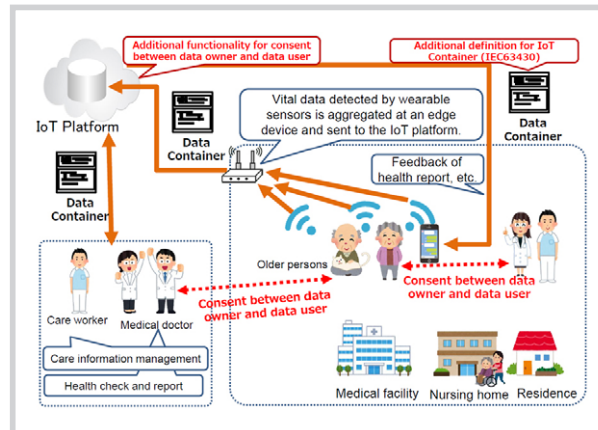 Additional functionality for consent
between data owner and data user
Additional definition for IoT
Container (IEC63430)
IoT Platform
Data
Container
Vital data detected by wearable
sensors is aggregated at an edge
device and sent to the IoT platform.
Data
Container
Data
Container
Feedback of
health report, etc.
Older persons
Consent between data
owner and data user
Consent between data
owner and data user
Care worker
Medical doctor
Care information management
Health check and report
Medical facility
Nursing home
Residence